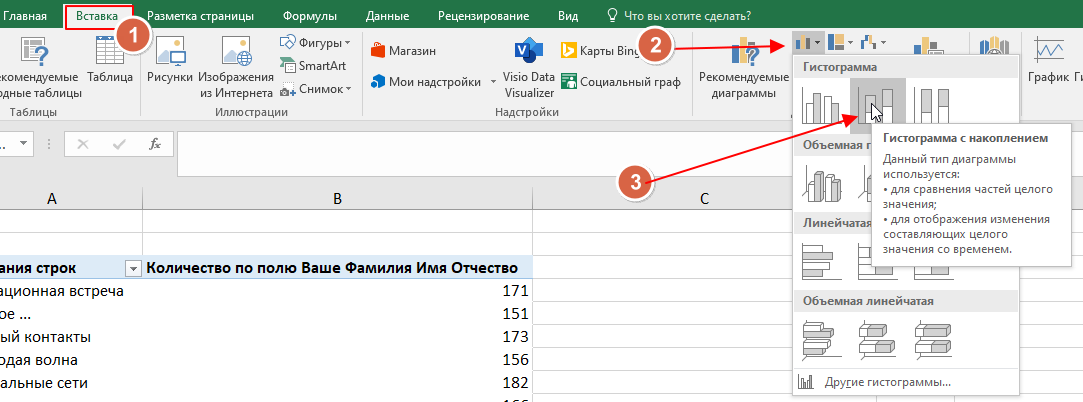 Главная Вставка Разметка страницы Формулы Данные Рецензирование Вид Что вы хотите сделать?
1
2
Рекомендуемые
сводные таблицы
Таблица
Таблицы
Рисунки
Изображения
из Интернета
Фигуры
SmartArt
Снимок
Иллюстрации
Магазин
Мои надстройки
Visio Data
Visualizer
Карты Bing
Социальный граф
Надстройки
Рекомендуемые
диаграммы
График
Ги
Гистограмма
Гистограмма с накоплением
Данный тип диаграммы
используется:
• для сравнения частей целого
значения;
• для отображения изменения
составляющих целого
значения со временем.
Объемная г
Линейчатая
Объемная линейчатая
Другие гистограммы...
3
fx
A B C
ания строк Количество по полю Ваше Фамилия Имя Отчество
ационная встреча 171
ое ... 151
ый контакты 173
одая волна 156
альные сети 182